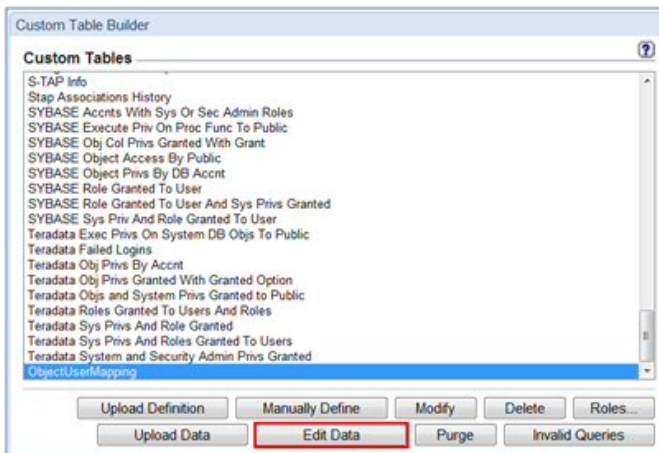 Custom Table Builder
Custom Tables
?
S-TAP Info
Stap Associations History
SYBASE Accnts With Sys Or Sec Admin Roles
SYBASE Execute Priv On Proc Func To Public
SYBASE Obj Col Privs Granted With Grant
SYBASE Object Access By Public
SYBASE Object Privs By DB Accnt
SYBASE Role Granted To User
SYBASE Role Granted To User And Sys Privs Granted
SYBASE Sys Priv And Role Granted To User
Teradata Exec Privs On System DB Objs To Public
Teradata Failed Logins
Teradata Obj Privs By Accnt
Teradata Obj Privs Granted With Granted Option
Teradata Objs and System Privs Granted to Public
Teradata Roles Granted To Users And Roles
Teradata Sys Privs And Role Granted
Teradata Sys Privs And Roles Granted To Users
Teradata System and Security Admin Privs Granted
ObjectUserMapping
Upload Definition Manually Define Modify Delete Roles...
Upload Data Edit Data Purge Invalid Queries